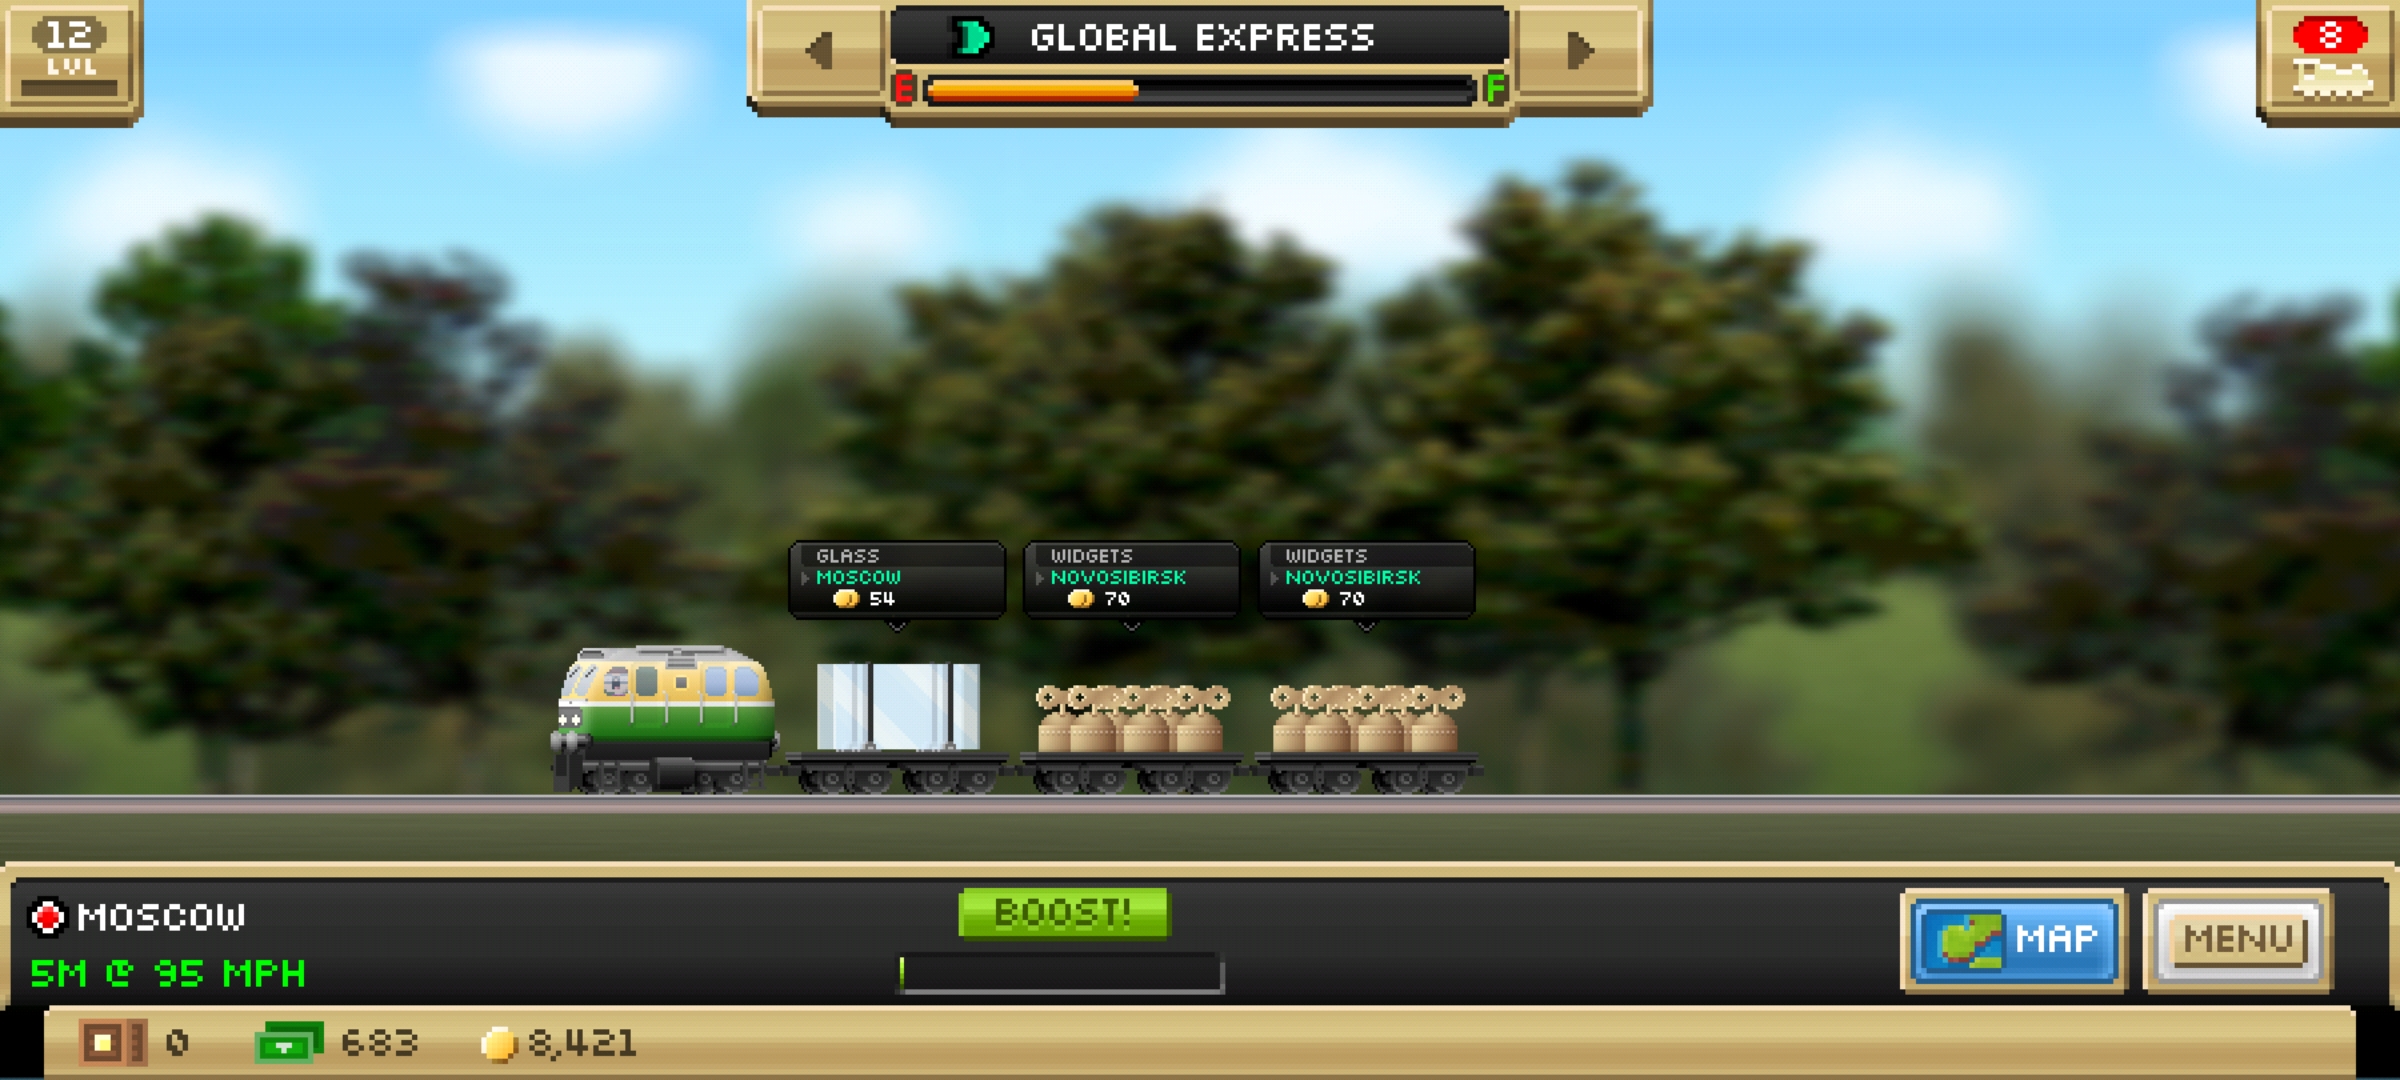 12
LVL
GLOBAL EXPRESS
E
F
8
GLASS
MOSCOW
54
WIDGETS
NOVOSIBIRSK
70
WIDGETS
NOVOSIBIRSK
70
MOSCOW
5M @ 95 MPH
BOOST!
MAP
MENU
0
683
8,421